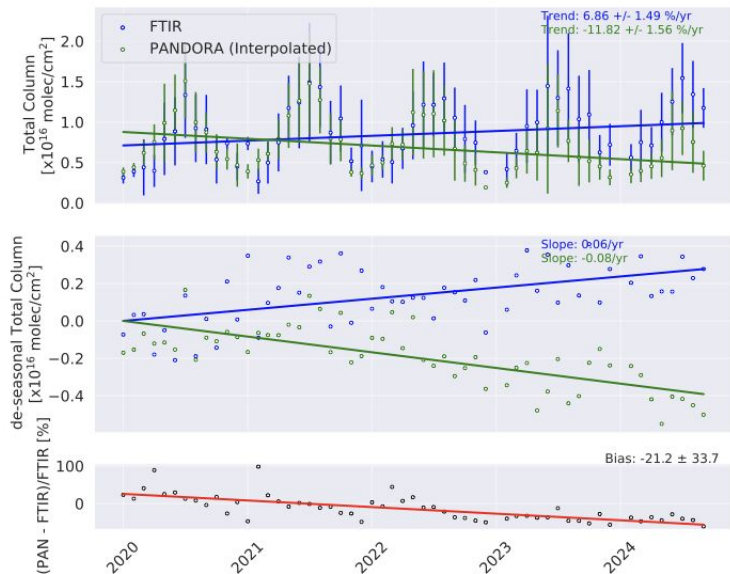 FTIR
PANDORA (Interpolated)
Trend: 6.86 +/- 1.49 %/yr
Trend: -11.82 +/- 1.56 %/yr
Total Column
[x10¹⁶ molec/cm²]
2.0
1.5
1.0
0.5
0.0
Slope: 0.06/yr
Slope: -0.08/yr
de-seasonal Total Column
[x10¹⁶ molec/cm²]
0.4
0.2
0.0
−0.2
−0.4
Bias: -21.2 ± 33.7
(PAN - FTIR)/FTIR [%]
100
0
2020
2021
2022
2023
2024